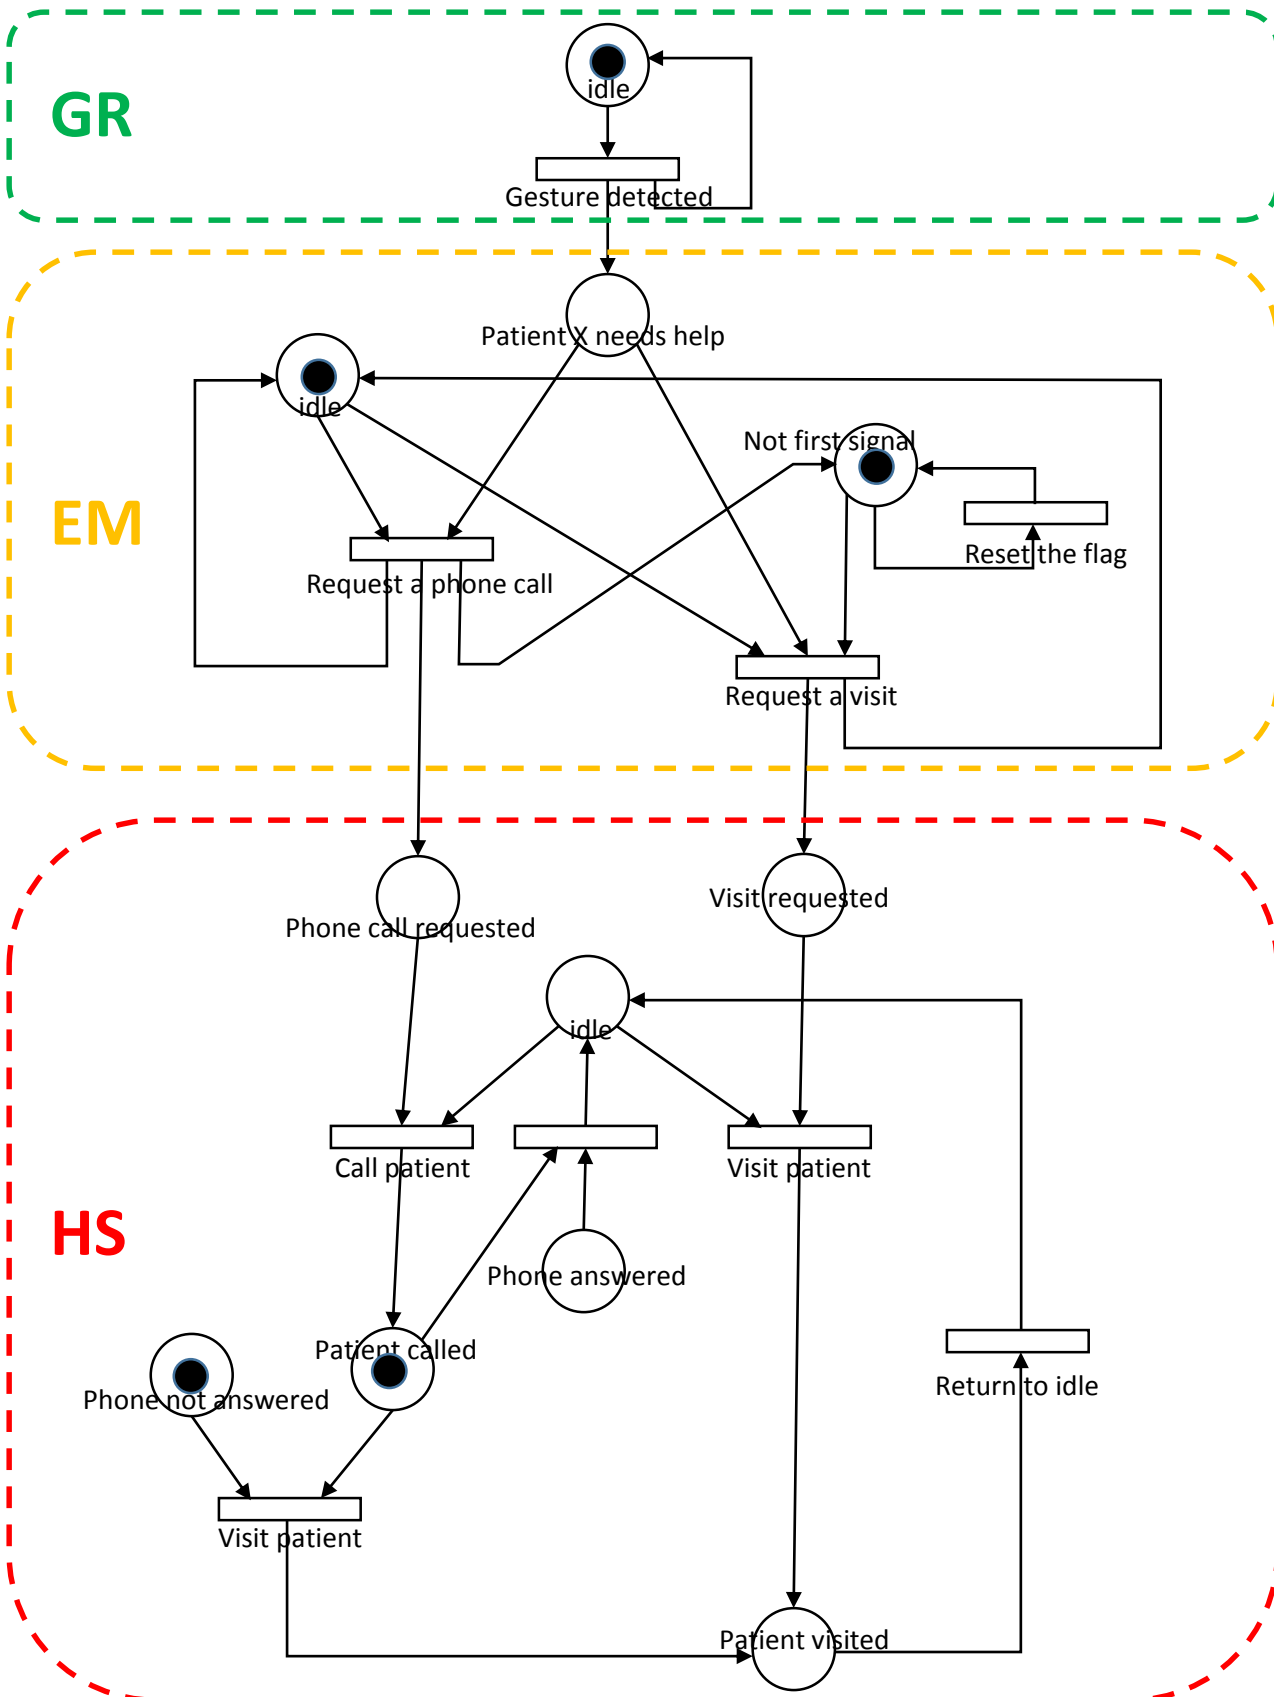 idle
GR
Gesture detected
Patient X needs help
idle
Not first signal
EM
Reset the flag
Request a phone call
Request a visit
Phone call requested
Visit requested
idle
Call patient
Visit patient
HS
Phone answered
Patient called
Phone not answered
Return to idle
Visit patient
Patient visited